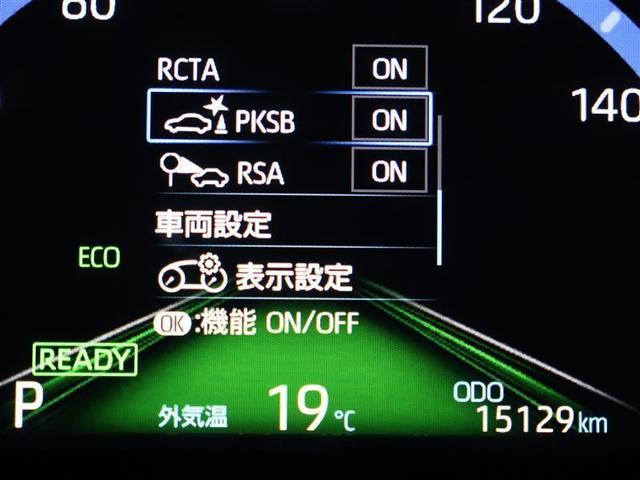 60
120
140
RCTA ON
PKSB ON
RSA ON
車両設定
ECO
表示設定
OK:機能 ON/OFF
READY
P
外気温 19℃
ODO
15129km